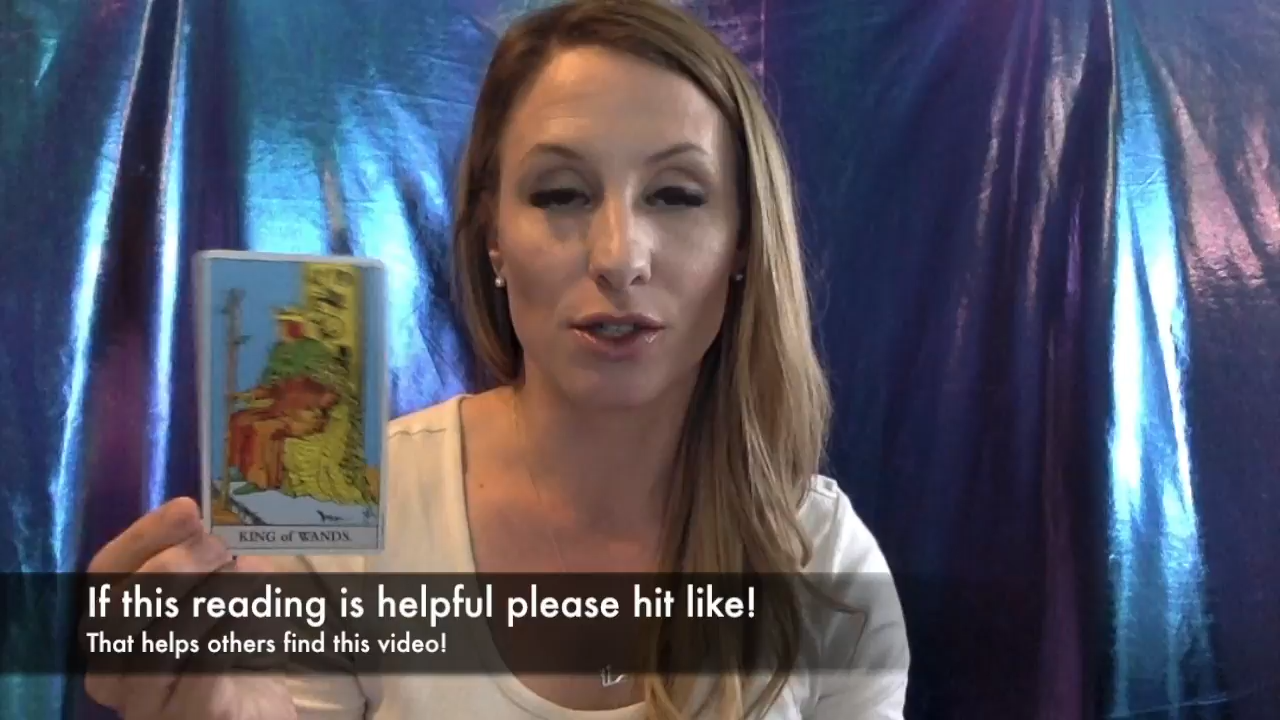 KING of WANDS.
If this reading is helpful please hit like!
That helps others find this video!